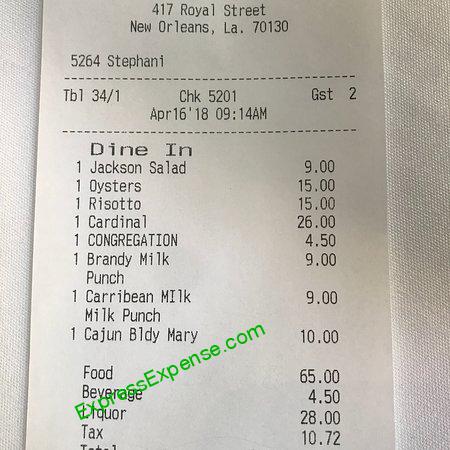 417 Royal Street
New Orleans, La. 70130
5264 Stephani
Tbl 34/1 Chk 5201 Gst 2
Apr16'18 09:14AM
Dine In
1 Jackson Salad 9.00
1 Oysters 15.00
1 Risotto 15.00
1 Cardinal 26.00
1 CONGREGATION 4.50
1 Brandy Milk 9.00
Punch
1 Carribean MIlk 9.00
Milk Punch
1 Cajun Bldy Mary 10.00
Food 65.00
Beverage 4.50
Liquor 28.00
Tax 10.72
Total
ExpressExpense.com